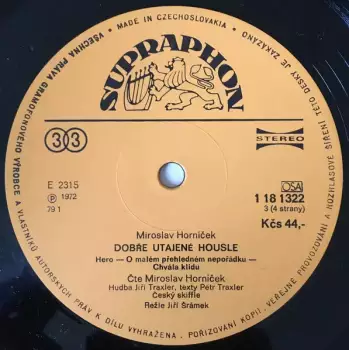 MADE IN CZECHOSLOVAKIA
VŠECHNA PRÁVA GRAMOFONOVÉHO VÝROBCE A VLASTNÍKŮ AUTORSKÝCH PRÁV K DÍLU VYHRAŽENA. POŘIZOVÁNÍ KOPIÍ, VEŘEJNÉ PROVOZOVÁNÍ A ROZHLASOVÉ ŠÍŘENÍ TÉTO DESKY JE ZAKÁZÁNO
SUPRAPHON
33
STEREO
E 2315
Ⓟ 1972
79 1
OSA
1 18 1322
3 (4 strany)
Kčs 44,-
Miroslav Horníček
DOBŘE UTAJENÉ HOUSLE
Hero — O malém přehledném nepořádku —
Chvála klidu
Čte Miroslav Horníček
Hudba Jiří Traxler, texty Petr Traxler
Český skiffle
Režie Jiří Šrámek